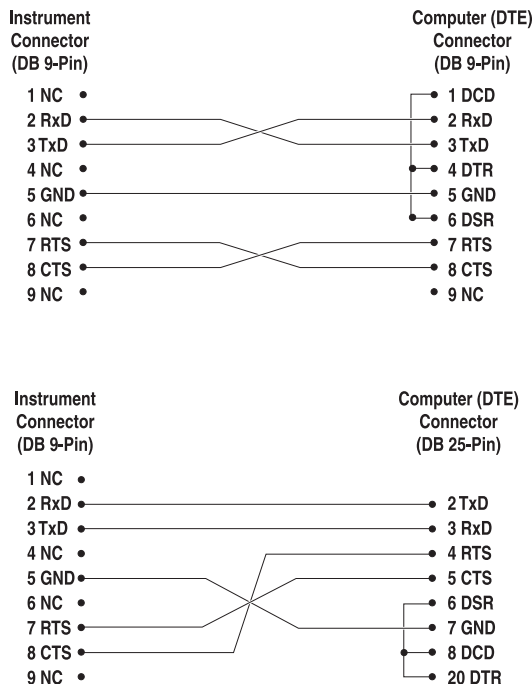 Instrument
Connector
(DB 9-Pin)
1 NC
2 RxD
3 TxD
4 NC
5 GND
6 NC
7 RTS
8 CTS
9 NC
Computer (DTE)
Connector
(DB 9-Pin)
1 DCD
2 RxD
3 TxD
4 DTR
5 GND
6 DSR
7 RTS
8 CTS
9 NC
Instrument
Connector
(DB 9-Pin)
1 NC
2 RxD
3 TxD
4 NC
5 GND
6 NC
7 RTS
8 CTS
9 NC
Computer (DTE)
Connector
(DB 25-Pin)
2 TxD
3 RxD
4 RTS
5 CTS
6 DSR
7 GND
8 DCD
20 DTR